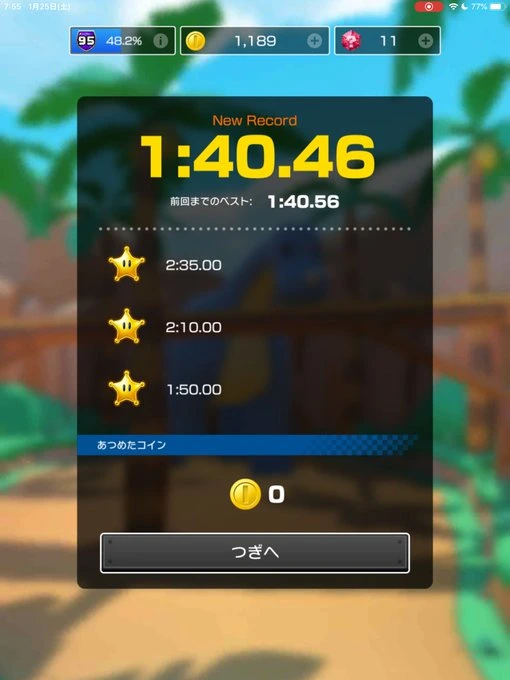 7:55 1月25日(土) 77%
95 48.2% 1,189 11
New Record
1:40.46
前回までのベスト: 1:40.56
2:35.00
2:10.00
1:50.00
あつめたコイン
0
つぎへ